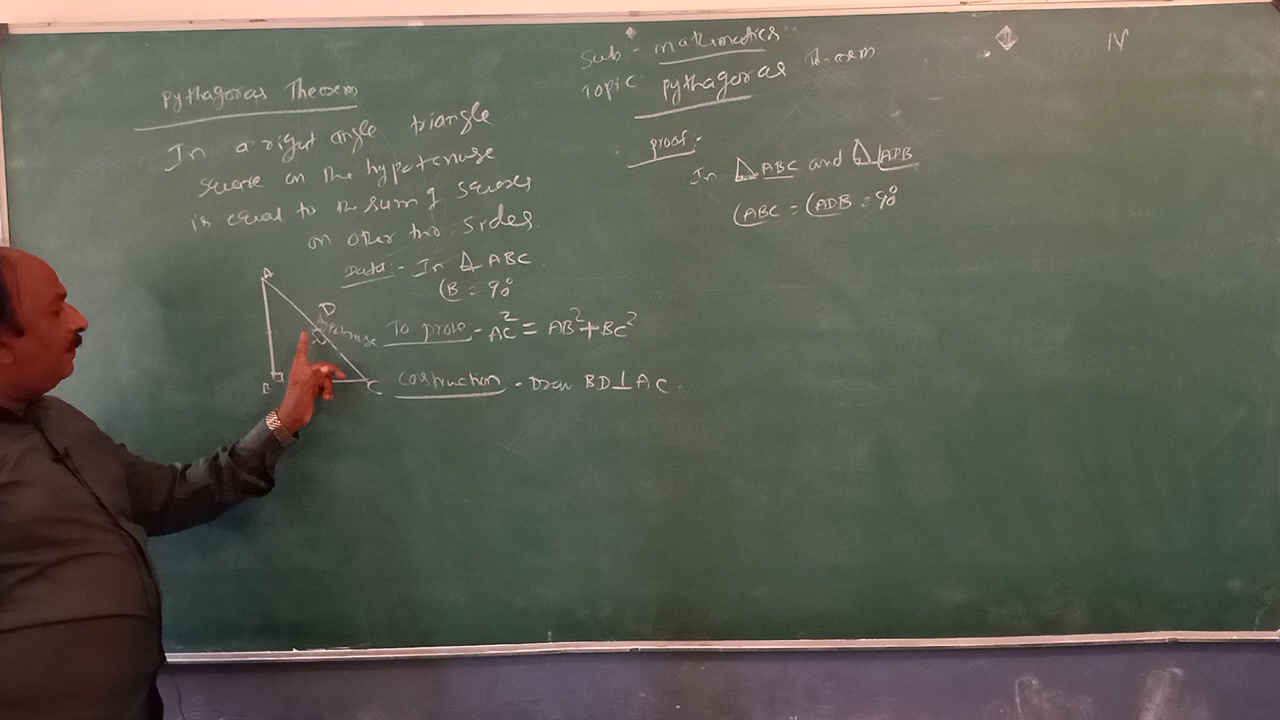 Sub:- mathematics
Topic: pythagoras Theorem
IV
Pythagoras Theorem
In a right angle triangle
square on the hypotenuse
is equal to the sum of squares
on other two sides.
Data:- In ⊿ ABC
∠B = 90°
To prove - AC² = AB² + BC²
Costruction - Draw BD⊥AC.
A
D
B
C
proof:-
In ⊿ABC and ⊿ADB
∠ABC = ∠ADB = 90°